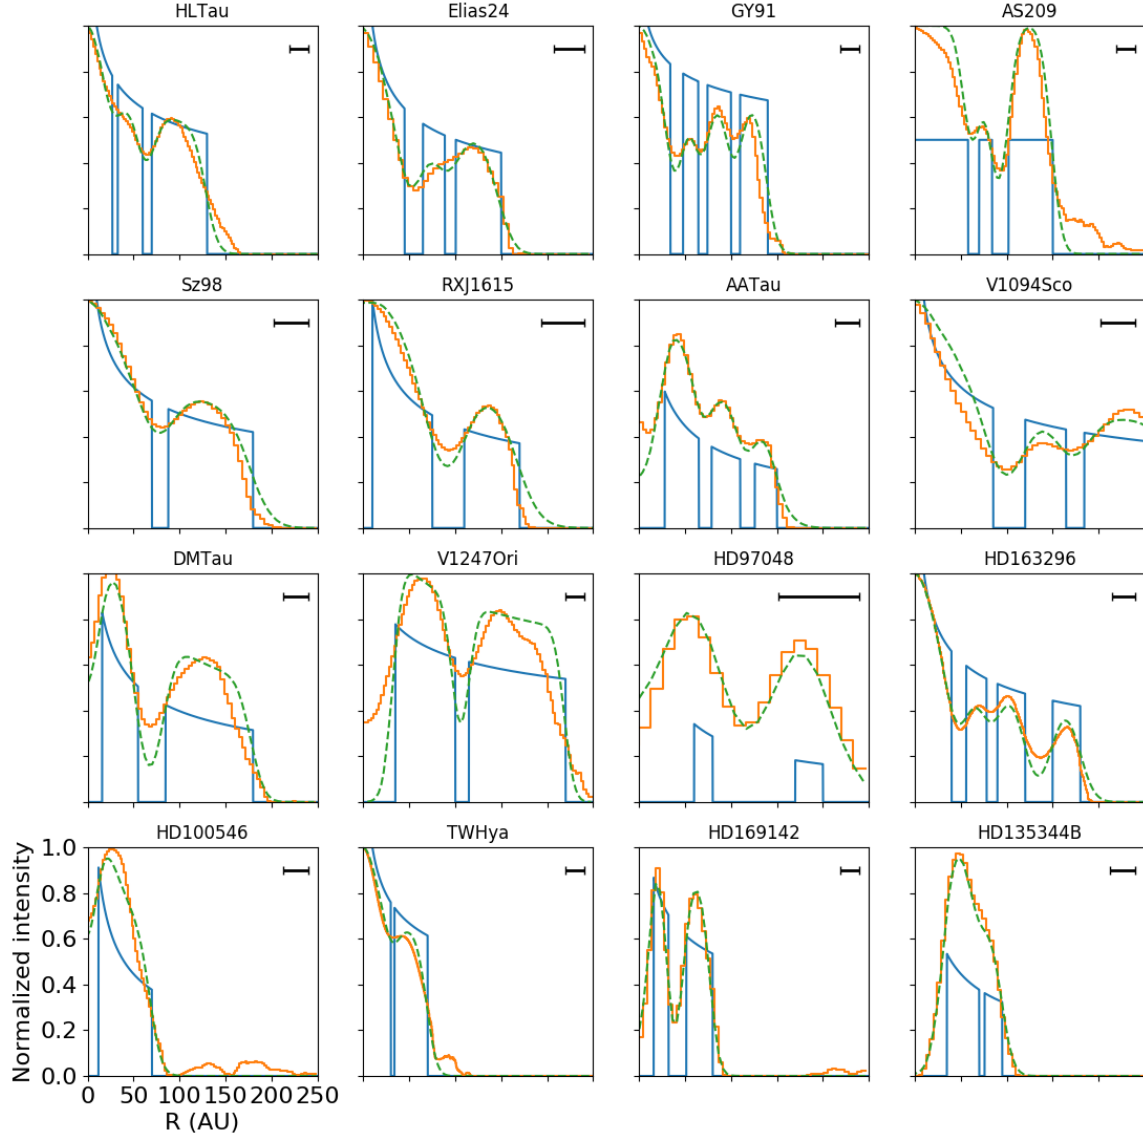 HLTau
Elias24
GY91
AS209
Sz98
RXJ1615
AATau
V1094Sco
DMTau
V1247Ori
HD97048
HD163296
HD100546
TWHya
HD169142
HD135344B
Normalized intensity
1.0
0.8
0.6
0.4
0.2
0.0
0 50 100 150 200 250
R (AU)